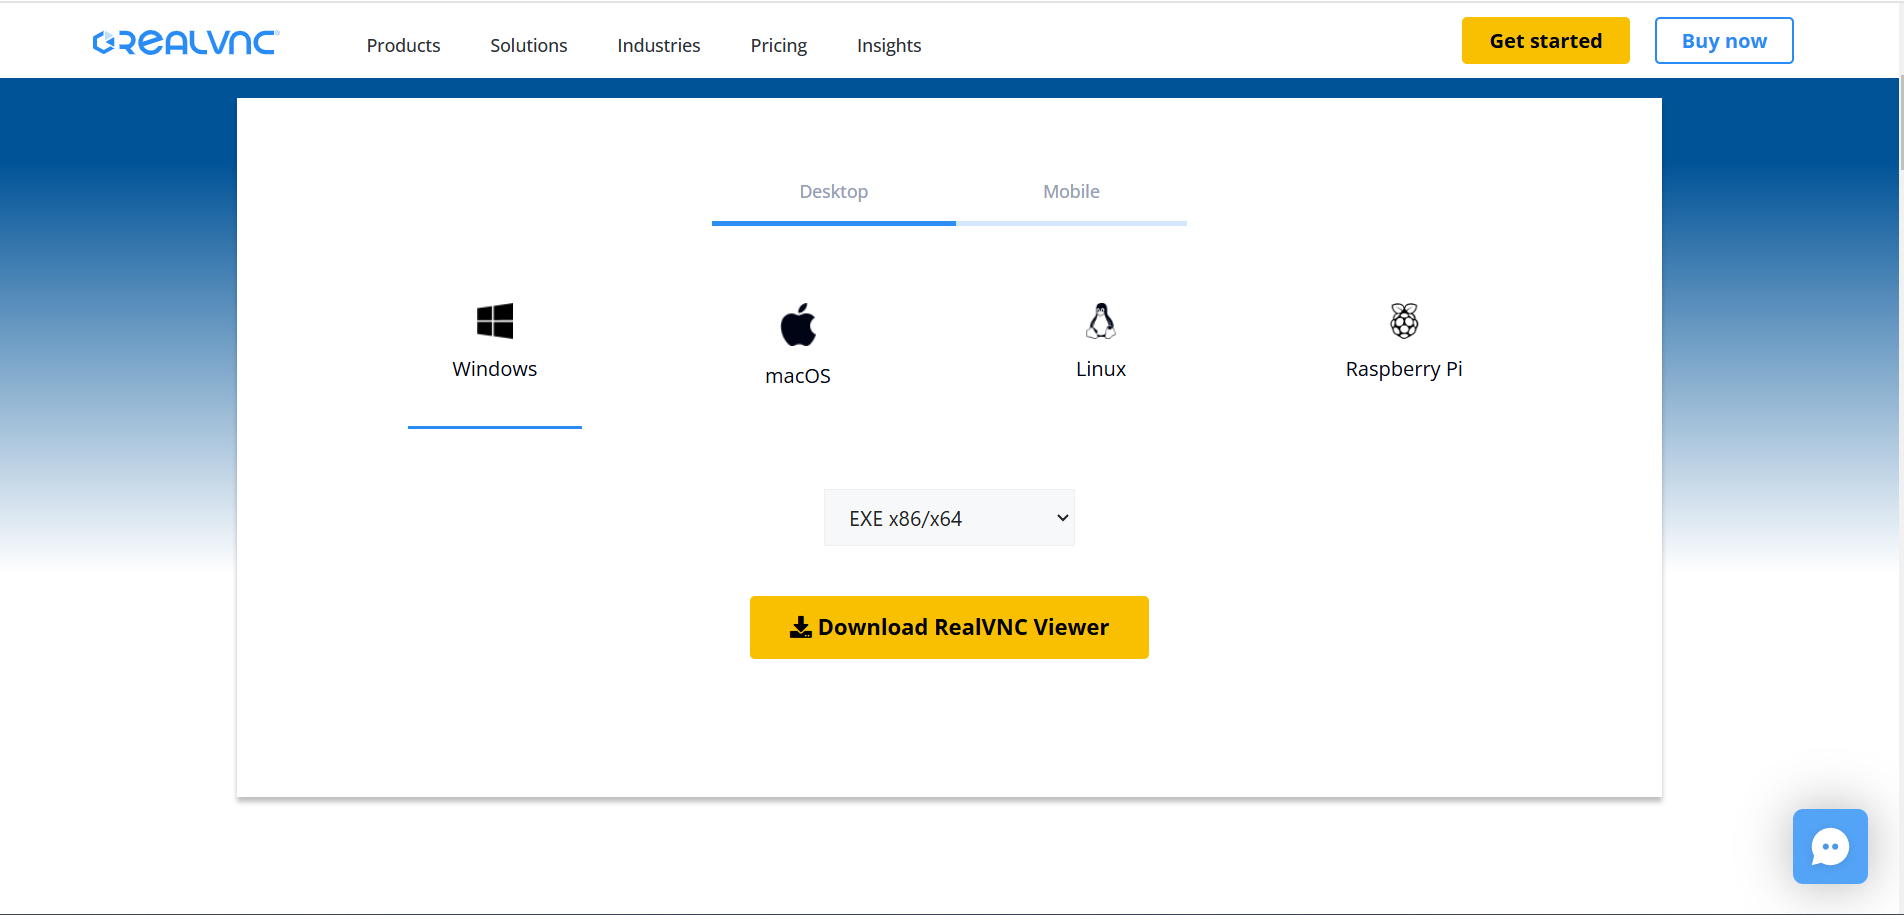 REALVNC
Products
Solutions
Industries
Pricing
Insights
Get started
Buy now
Desktop
Mobile
Windows
macOS
Linux
Raspberry Pi
EXE x86/x64
Download RealVNC Viewer